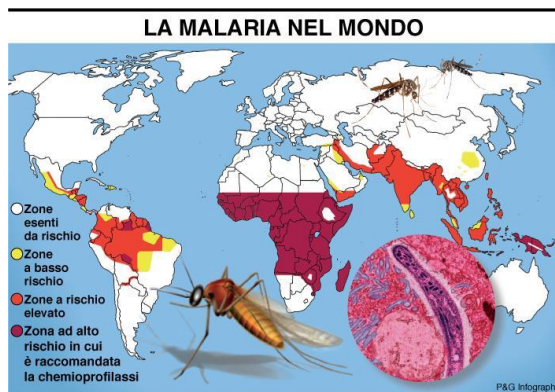 LA MALARIA NEL MONDO
Zone
esenti
da rischio
Zone
a basso
rischio
Zone a rischio
elevato
Zona ad alto
rischio in cui
è raccomandata
la chemioprofilassi
P&G Infograph